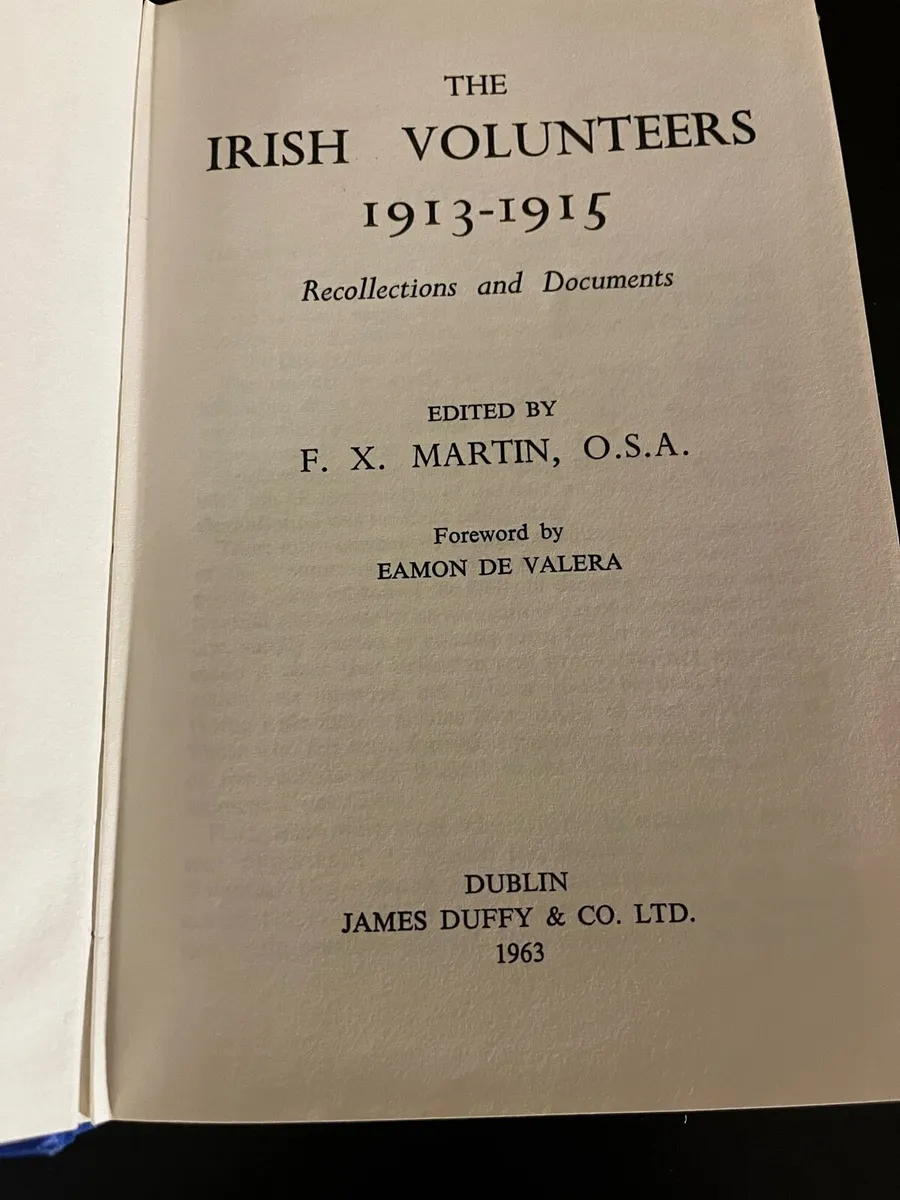 THE
IRISH VOLUNTEERS
1913-1915
Recollections and Documents
EDITED BY
F. X. MARTIN, O.S.A.
Foreword by
EAMON DE VALERA
DUBLIN
JAMES DUFFY & CO. LTD.
1963